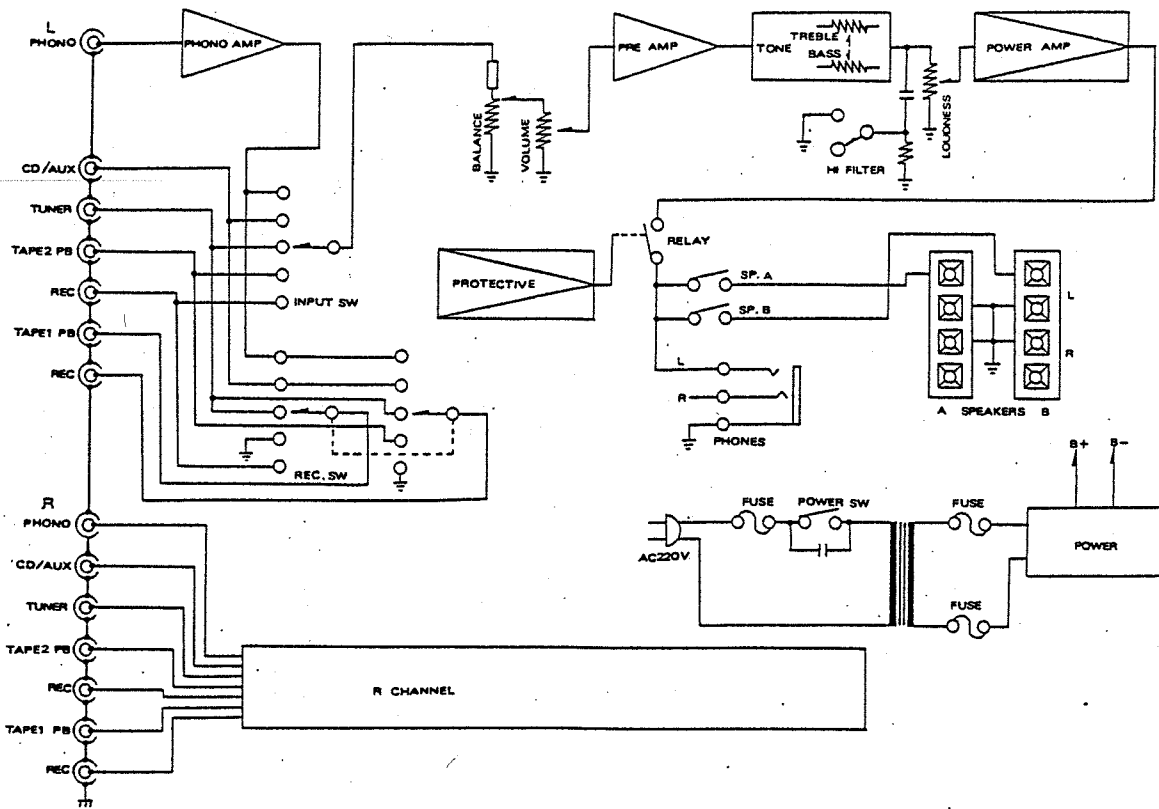 L
PHONO
PHONO AMP
PRE AMP
TONE
TREBLE
BASS
POWER AMP
BALANCE
VOLUME
LOUDNESS
HI FILTER
CD/AUX
TUNER
TAPE2 PB
REC
TAPE1 PB
REC
INPUT SW
REC. SW
PROTECTIVE
RELAY
SP. A
SP. B
L
R
PHONES
L
R
A SPEAKERS B
B+ B-
FUSE
POWER SW
FUSE
AC220V
POWER
FUSE
R
PHONO
CD/AUX
TUNER
TAPE2 PB
REC
TAPE1 PB
REC
R CHANNEL